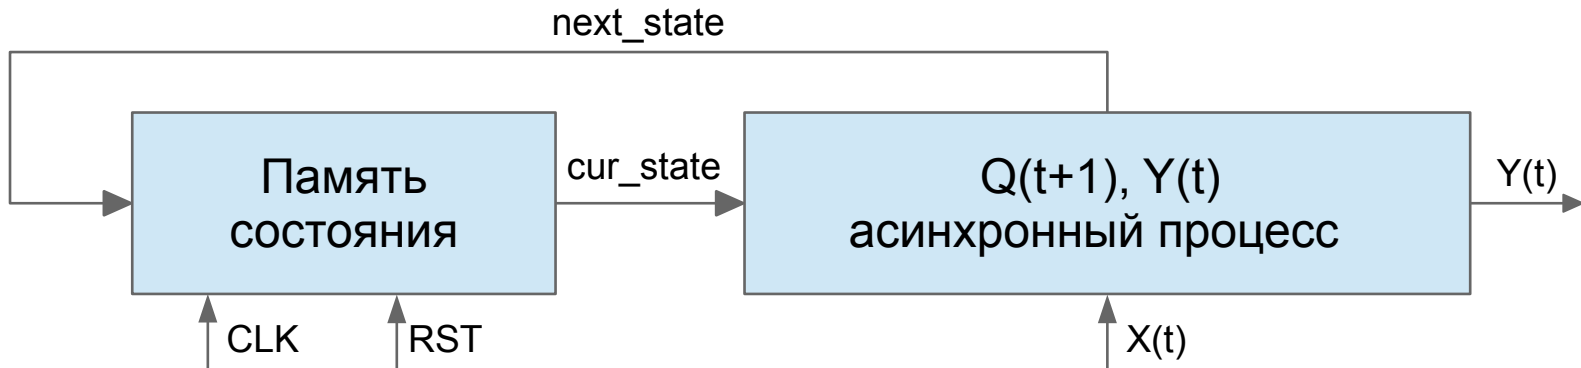 next_state
Память
состояния
cur_state
Q(t+1), Y(t)
асинхронный процесс
Y(t)
CLK
RST
X(t)